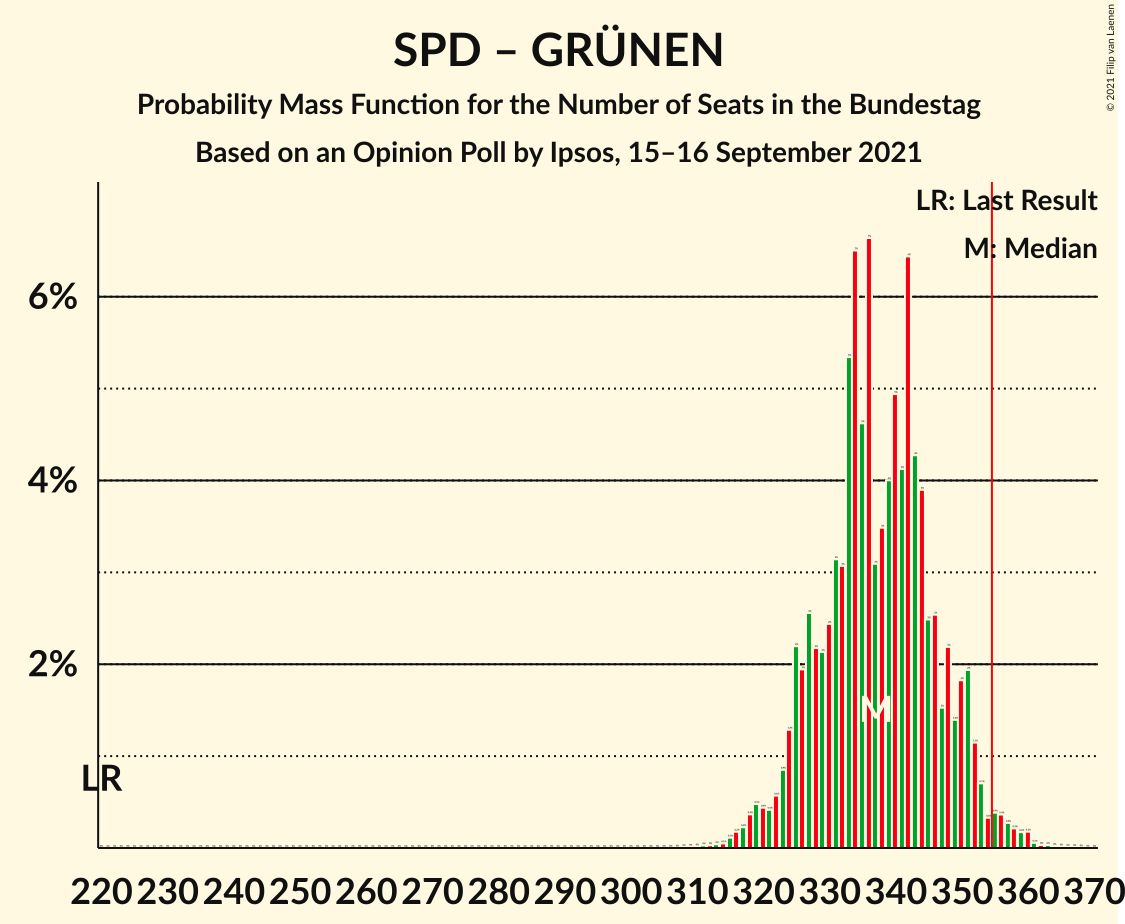 SPD – GRÜNEN
Probability Mass Function for the Number of Seats in the Bundestag
Based on an Opinion Poll by Ipsos, 15–16 September 2021
© 2021 Filip van Laenen
LR: Last Result
M: Median
6%
4%
2%
M
LR
220 230 240 250 260 270 280 290 300 310 320 330 340 350 360 370